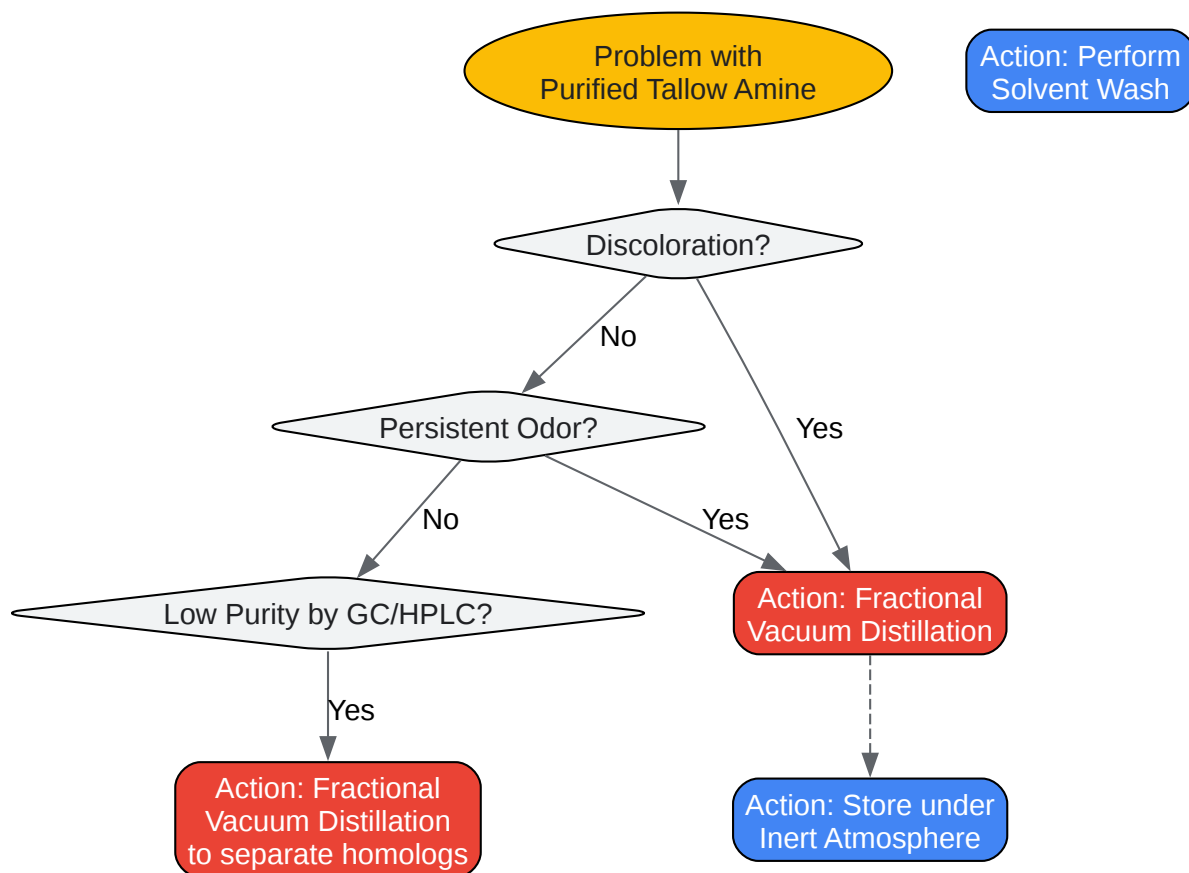 Problem with
Purified Tallow Amine
Action: Perform
Solvent Wash
Discoloration?
No
Yes
Persistent Odor?
No
Yes
Low Purity by GC/HPLC?
Action: Fractional
Vacuum Distillation
Yes
Action: Fractional
Vacuum Distillation
to separate homologs
Action: Store under
Inert Atmosphere